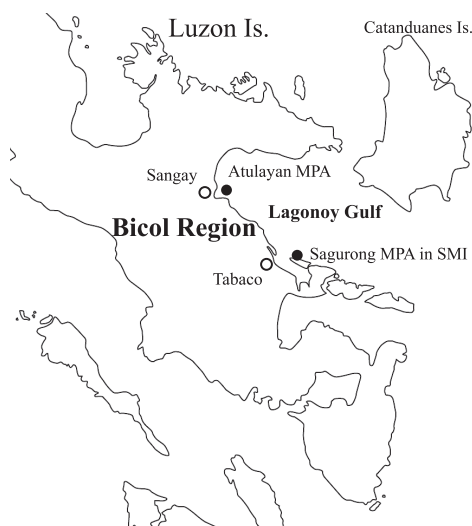 Luzon Is.
Catanduanes Is.
Sangay
Atulayan MPA
Lagonoy Gulf
Bicol Region
Sagurong MPA in SMI
Tabaco